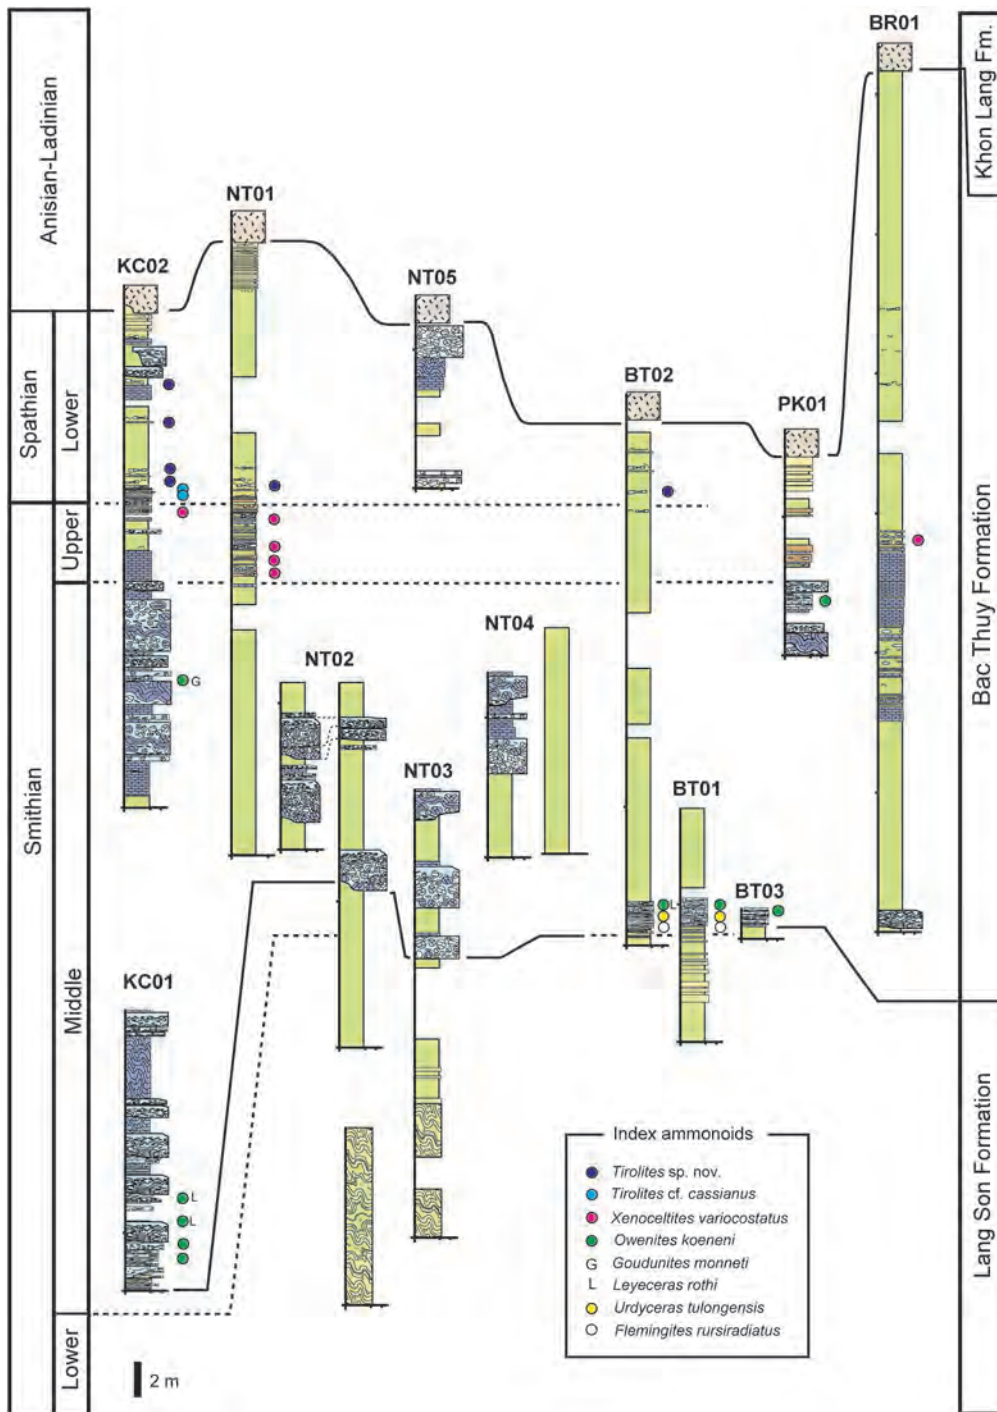 BR01
Khon Lang Fm.
Anisian-Ladinian
NT01
KC02
NT05
BT02
PK01
Spathian
Lower
Upper
Bac Thuy Formation
NT04
NT02
G
NT03
BT01
Smithian
BT03
L
Middle
KC01
L
L
Lang Son Formation
Index ammonoids
Tirolites sp. nov.
Tirolites cf. cassianus
Xenoceltites variocostatus
Owenites koeneni
G Goudunites monneti
L Leyeceras rothi
Urdyceras tulongensis
Flemingites rursiradiatus
Lower
2 m